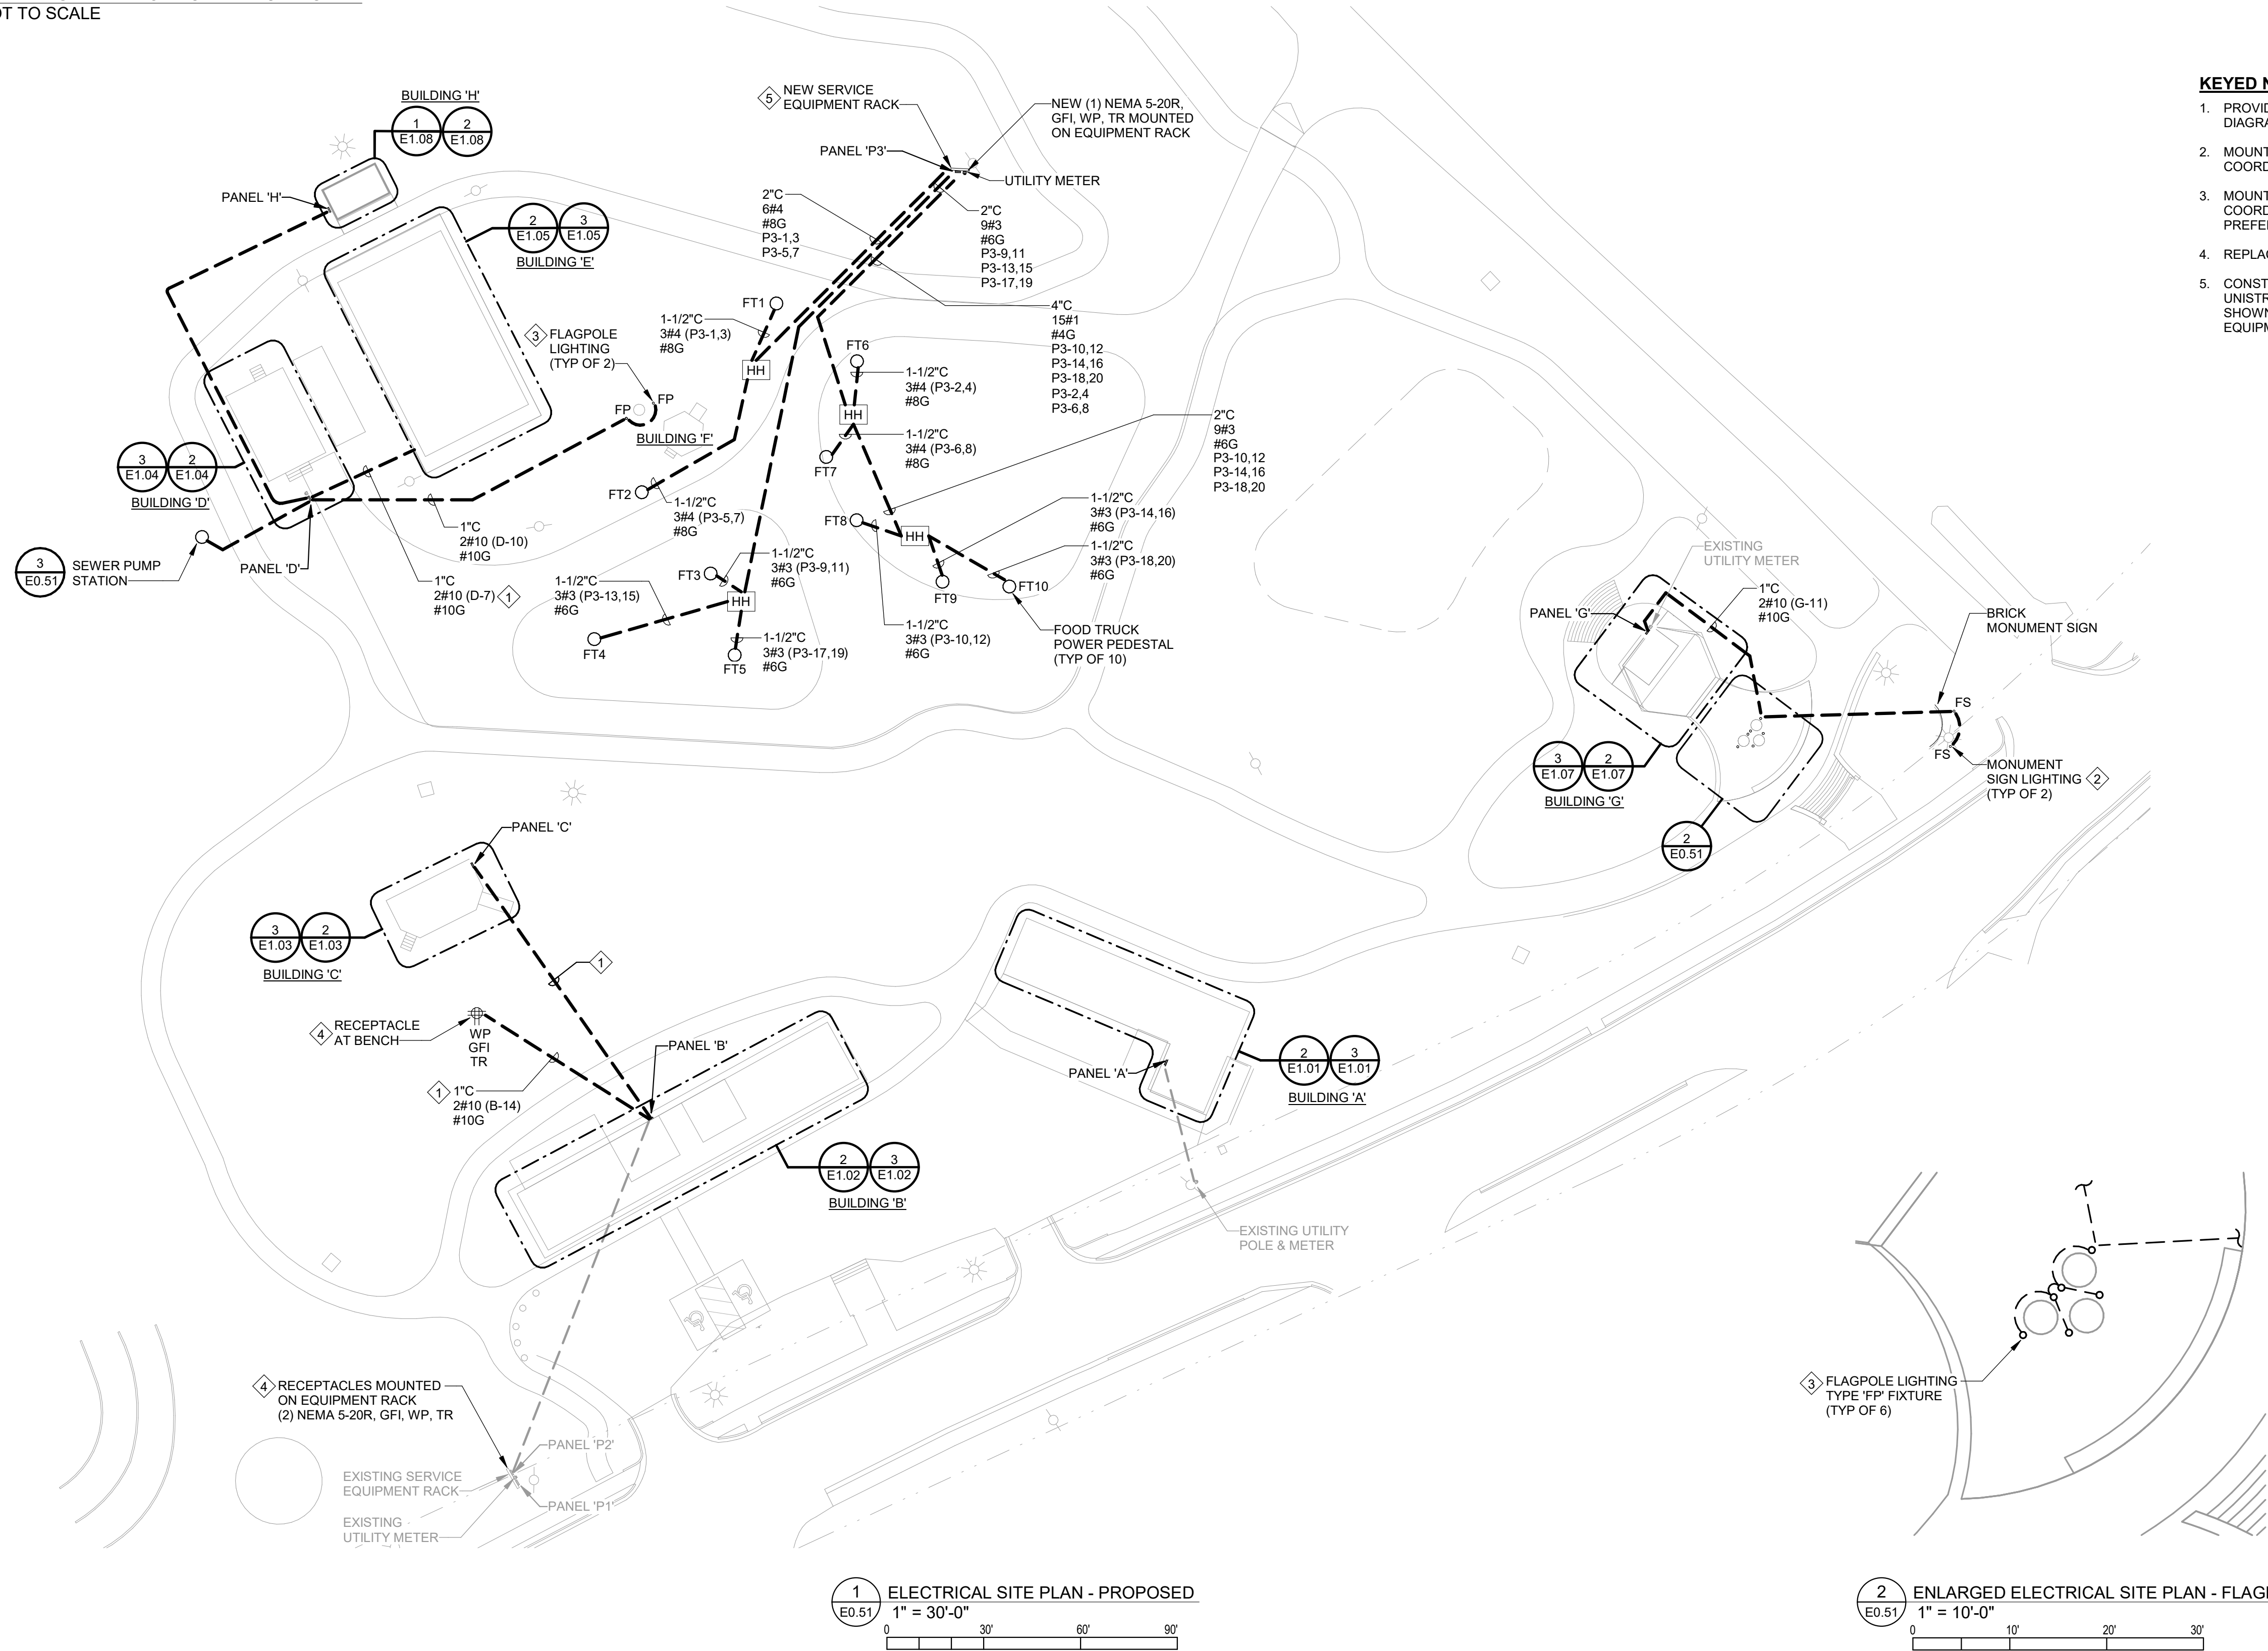 OT TO SCALE
BUILDING 'H'
1
E1.08
2
E1.08
PANEL 'H'
2
E1.05
3
E1.05
BUILDING 'E'
5
NEW SERVICE
EQUIPMENT RACK
NEW (1) NEMA 5-20R,
GFI, WP, TR MOUNTED
ON EQUIPMENT RACK
PANEL 'P3'
UTILITY METER
2"C
6#4
#8G
P3-1,3
P3-5,7
2"C
9#3
#6G
P3-9,11
P3-13,15
P3-17,19
4"C
15#1
#4G
P3-10,12
P3-14,16
P3-18,20
P3-2,4
P3-6,8
FT1
1-1/2"C
3#4 (P3-1,3)
#8G
HH
3
FLAGPOLE
LIGHTING
(TYP OF 2)
FP
FP
BUILDING 'F'
FT6
1-1/2"C
3#4 (P3-2,4)
#8G
HH
1-1/2"C
3#4 (P3-6,8)
#8G
FT7
2"C
9#3
#6G
P3-10,12
P3-14,16
P3-18,20
3
E1.04
2
E1.04
BUILDING 'D'
FT2
1-1/2"C
3#4 (P3-5,7)
#8G
FT8
HH
1-1/2"C
3#3 (P3-14,16)
#6G
1-1/2"C
3#3 (P3-18,20)
#6G
1"C
2#10 (D-10)
#10G
3
E0.51
SEWER PUMP
STATION
PANEL 'D'
1"C
2#10 (D-7)
#10G
1
FT3
1-1/2"C
3#3 (P3-9,11)
#6G
1-1/2"C
3#3 (P3-13,15)
#6G
HH
FT4
FT5
1-1/2"C
3#3 (P3-17,19)
#6G
FT9
FT10
1-1/2"C
3#3 (P3-10,12)
#6G
FOOD TRUCK
POWER PEDESTAL
(TYP OF 10)
EXISTING
UTILITY METER
PANEL 'G'
1"C
2#10 (G-11)
#10G
BRICK
MONUMENT SIGN
FS
FS
MONUMENT
SIGN LIGHTING
(TYP OF 2)
2
3
E1.07
2
E1.07
BUILDING 'G'
2
E0.51
PANEL 'C'
3
E1.03
2
E1.03
BUILDING 'C'
1
4
RECEPTACLE
AT BENCH
WP
GFI
TR
1
1"C
2#10 (B-14)
#10G
PANEL 'B'
PANEL 'A'
2
E1.01
3
E1.01
BUILDING 'A'
2
E1.02
3
E1.02
BUILDING 'B'
EXISTING UTILITY
POLE & METER
4
RECEPTACLES MOUNTED
ON EQUIPMENT RACK
(2) NEMA 5-20R, GFI, WP, TR
PANEL 'P2'
EXISTING SERVICE
EQUIPMENT RACK
PANEL 'P1'
EXISTING
UTILITY METER
3
FLAGPOLE LIGHTING
TYPE 'FP' FIXTURE
(TYP OF 6)
1
E0.51
ELECTRICAL SITE PLAN - PROPOSED
1" = 30'-0"
0 30' 60' 90'
2
E0.51
ENLARGED ELECTRICAL SITE PLAN - FLAG
1" = 10'-0"
0 10' 20' 30'
KEYED N
1. PROVID
DIAGRA
2. MOUNT
COORD
3. MOUNT
COORD
PREFE
4. REPLA
5. CONST
UNISTR
SHOWN
EQUIPM